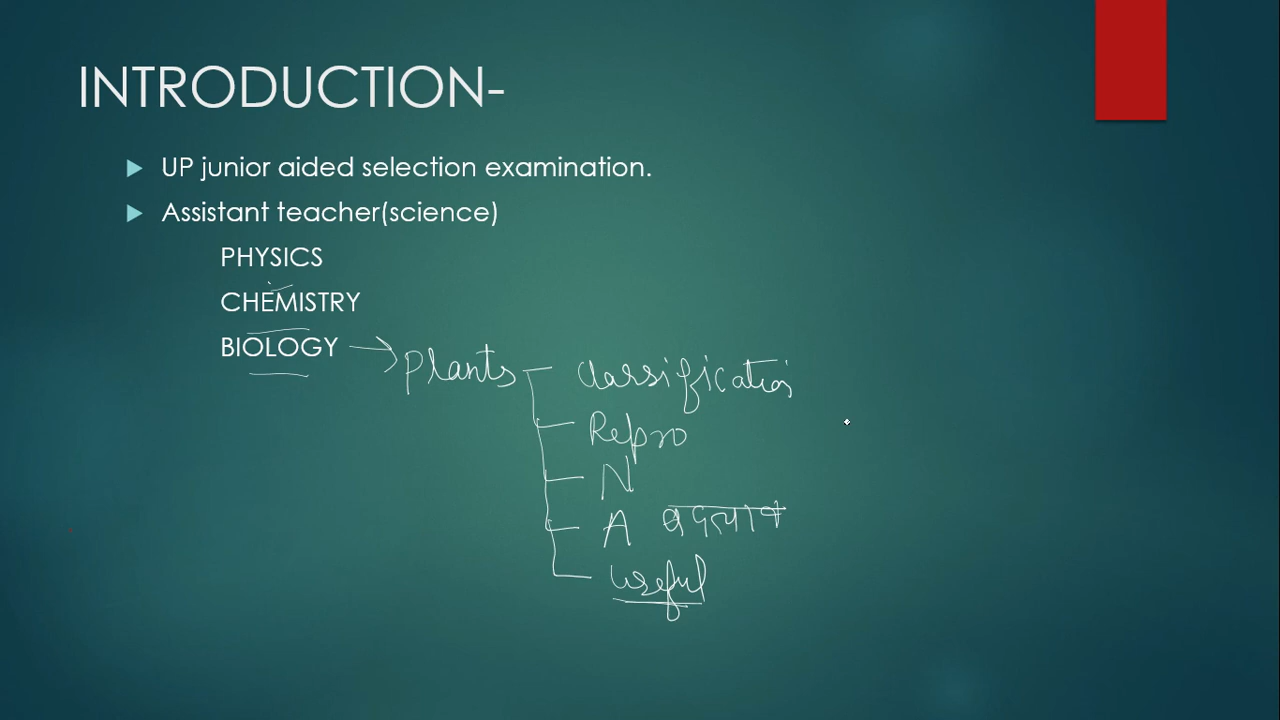 INTRODUCTION-
UP junior aided selection examination.
Assistant teacher(science)
PHYSICS
CHEMISTRY
BIOLOGY
Plants
Classification
Repro
N
A
Useful